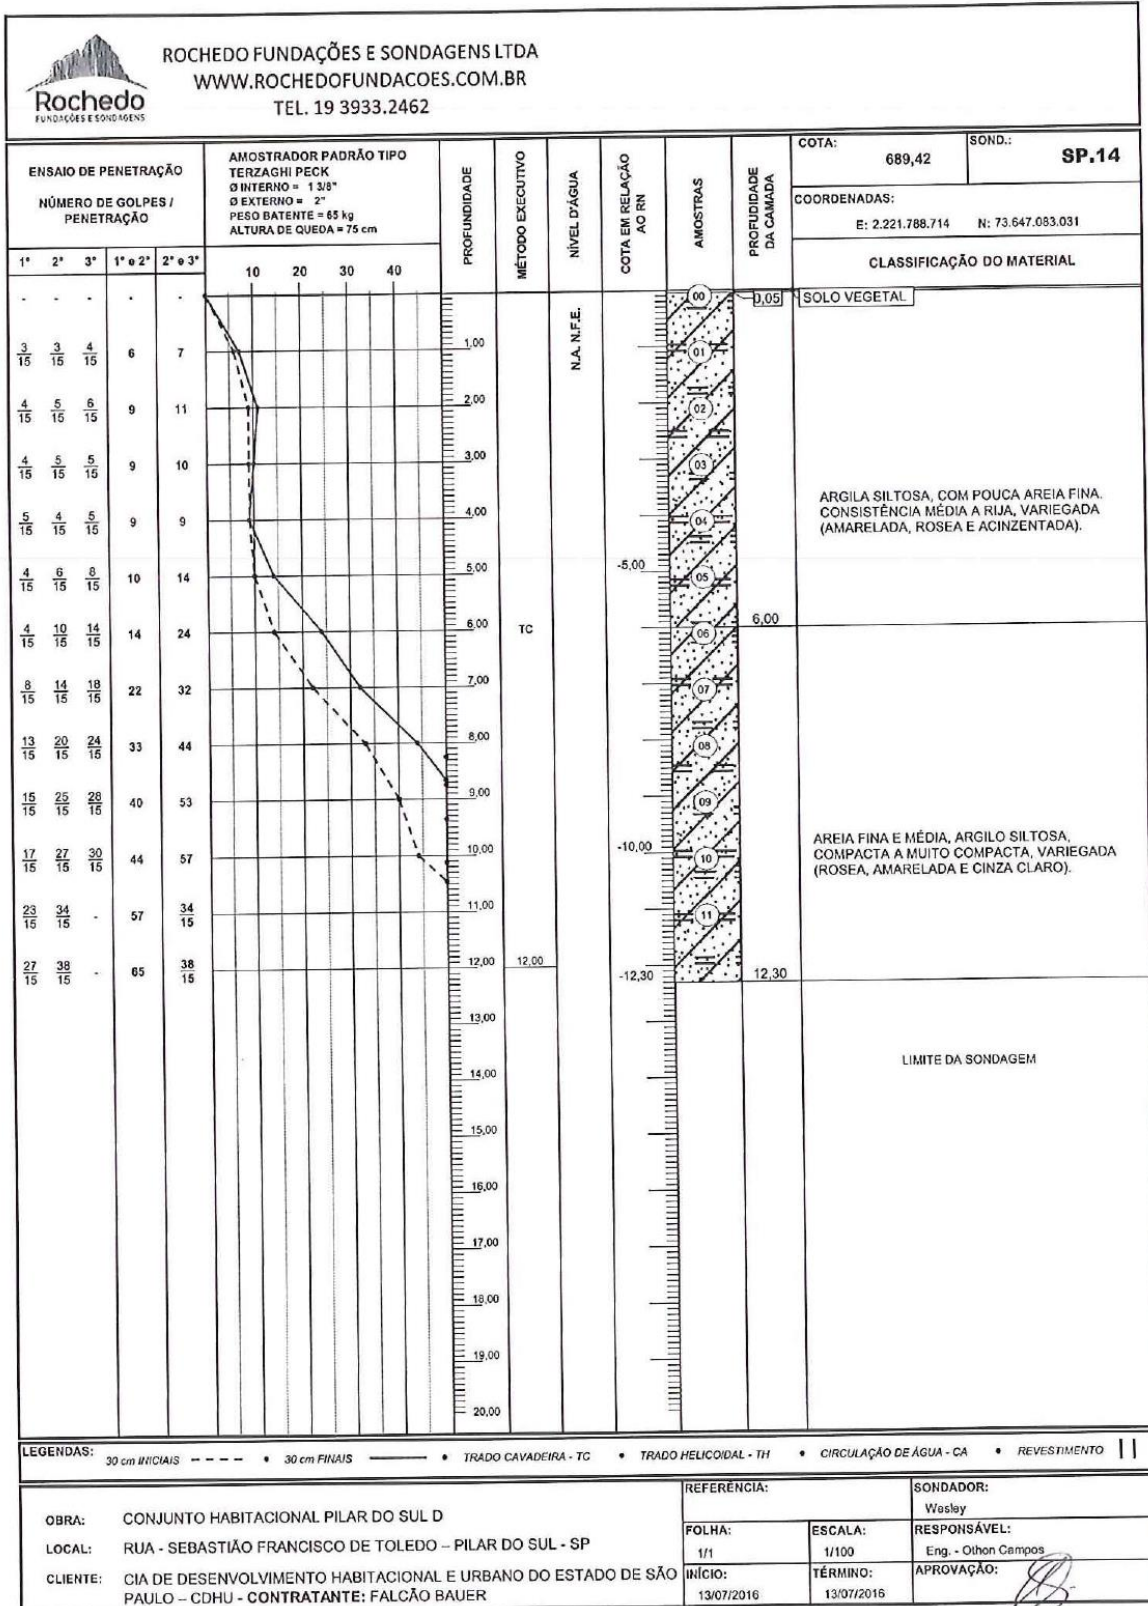 Rochedo
FUNDAÇÕES E SONDAGENS
ROCHEDO FUNDAÇÕES E SONDAGENS LTDA
WWW.ROCHEDOFUNDACOES.COM.BR
TEL. 19 3933.2462
ENSAIO DE PENETRAÇÃO
NÚMERO DE GOLPES /
PENETRAÇÃO
AMOSTRADOR PADRÃO TIPO
TERZAGHI PECK
Ø INTERNO = 1 3/8"
Ø EXTERNO = 2"
PESO BATENTE = 65 kg
ALTURA DE QUEDA = 75 cm
PROFUNDIDADE
MÉTODO EXECUTIVO
NÍVEL D'ÁGUA
COTA EM RELAÇÃO
AO RN
AMOSTRAS
PROFUDIDADE
DA CAMADA
COTA:
689,42
SOND.:
SP.14
COORDENADAS:
E: 2.221.788.714 N: 73.647.083.031
CLASSIFICAÇÃO DO MATERIAL
1° 2° 3° 1° e 2° 2° e 3°
10 20 30 40
- - - - -
00 0,05 SOLO VEGETAL
N.A. N.F.E.
3/15 3/15 4/15 6 7 1,00 01
4/15 5/15 6/15 9 11 2,00 02
4/15 5/15 5/15 9 10 3,00 03
5/15 4/15 5/15 9 9 4,00 04
ARGILA SILTOSA, COM POUCA AREIA FINA.
CONSISTÊNCIA MÉDIA A RIJA, VARIEGADA
(AMARELADA, ROSEA E ACINZENTADA).
4/15 6/15 8/15 10 14 5,00 -5,00 05
4/15 10/15 14/15 14 24 6,00 TC 06 6,00
8/15 14/15 18/15 22 32 7,00 07
13/15 20/15 24/15 33 44 8,00 08
15/15 25/15 28/15 40 53 9,00 09
17/15 27/15 30/15 44 57 10,00 -10,00 10
AREIA FINA E MÉDIA, ARGILO SILTOSA,
COMPACTA A MUITO COMPACTA, VARIEGADA
(ROSEA, AMARELADA E CINZA CLARO).
23/15 34/15 - 57 34/15 11,00 11
27/15 38/15 - 65 38/15 12,00 12,00 -12,30 12,30
13,00
LIMITE DA SONDAGEM
14,00
15,00
16,00
17,00
18,00
19,00
20,00
LEGENDAS: 30 cm INICIAIS • 30 cm FINAIS • TRADO CAVADEIRA - TC • TRADO HELICOIDAL - TH • CIRCULAÇÃO DE ÁGUA - CA • REVESTIMENTO
OBRA: CONJUNTO HABITACIONAL PILAR DO SUL D
LOCAL: RUA - SEBASTIÃO FRANCISCO DE TOLEDO – PILAR DO SUL - SP
CLIENTE: CIA DE DESENVOLVIMENTO HABITACIONAL E URBANO DO ESTADO DE SÃO
PAULO – CDHU - CONTRATANTE: FALCÃO BAUER
REFERÊNCIA:
SONDADOR:
Wesley
FOLHA:
1/1
ESCALA:
1/100
RESPONSÁVEL:
Eng. - Othon Campos
INÍCIO:
13/07/2016
TÉRMINO:
13/07/2016
APROVAÇÃO: